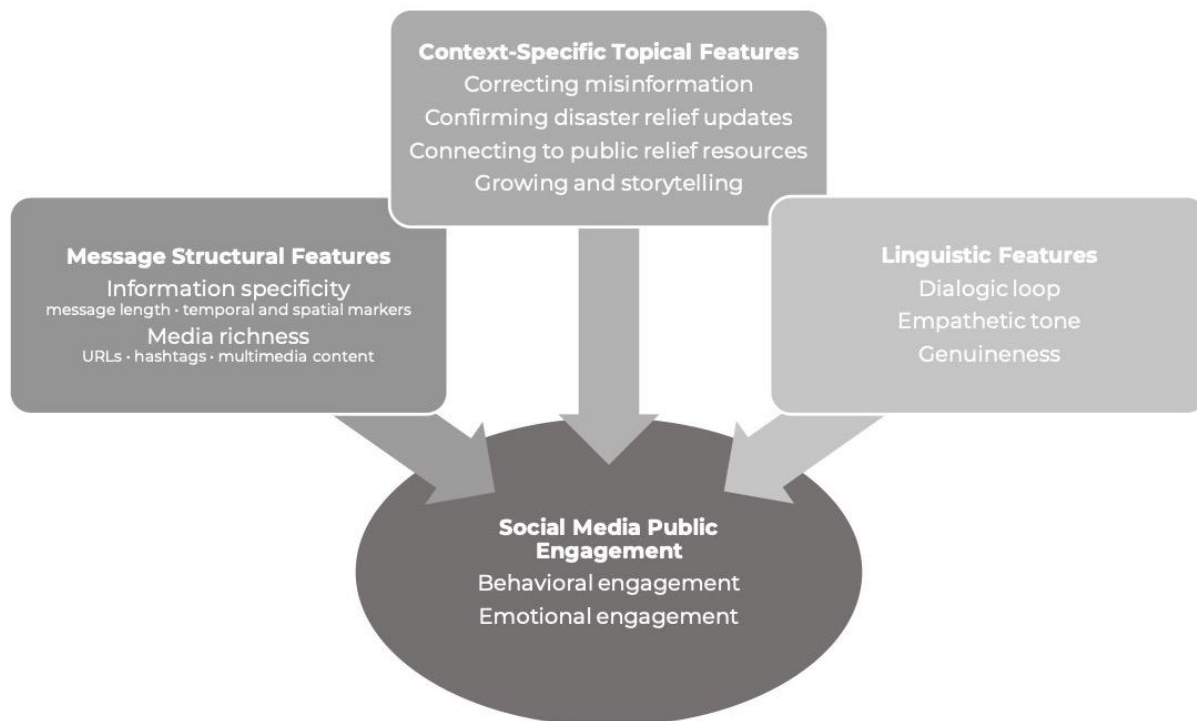 Context-Specific Topical Features
Correcting misinformation
Confirming disaster relief updates
Connecting to public relief resources
Growing and storytelling
Message Structural Features
Information specificity
message length · temporal and spatial markers
Media richness
URLs · hashtags · multimedia content
Linguistic Features
Dialogic loop
Empathetic tone
Genuineness
Social Media Public
Engagement
Behavioral engagement
Emotional engagement